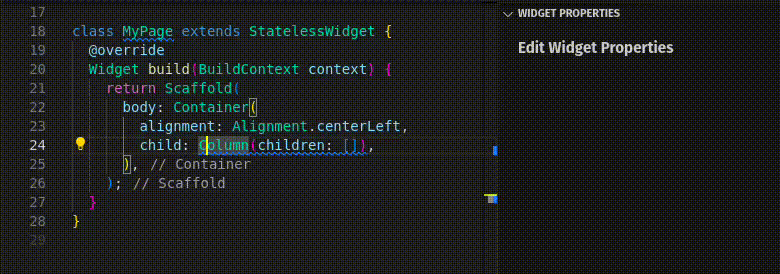 17
18 class MyPage extends StatelessWidget {
19 @override
20 Widget build(BuildContext context) {
21 return Scaffold(
22 body: Container(
23 alignment: Alignment.centerLeft,
24 child: Column(children: []),
25 ), // Container
26 ); // Scaffold
27 }
28 }
29
WIDGET PROPERTIES
Edit Widget Properties